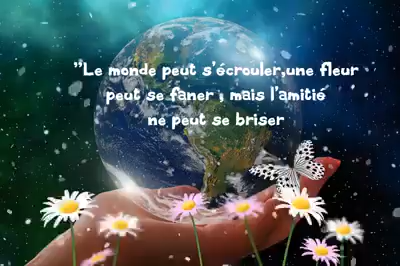 "Le monde peut s'écrouler,une fleur
peut se faner , mais l'amitié
ne peut se briser